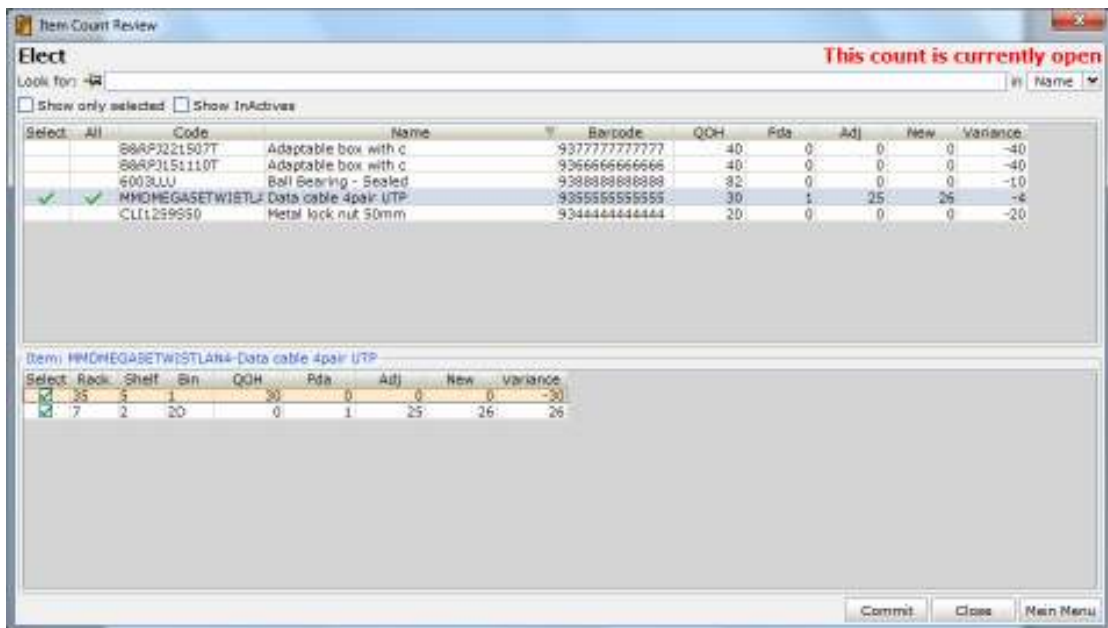 Item Count Review
Elect This count is currently open
Look for: in Name
Show only selected Show InActives
Select All Code Name Barcode QOH Pda Adj New Variance
Adaptable box with c 9377777777777 40 0 0 0 -40
Adaptable box with c 9366666666666 40 0 0 0 -40
6003LLU Ball Bearing - Sealed 9388888888888 82 0 0 0 -10
MMDMEGASETWISTLA Data cable 4pair UTP 9355555555555 30 1 25 26 -4
CLI1259550 Metal lock nut 50mm 9344444444444 20 0 0 0 -20
Item: MMDMEGASETWISTLAN4-Data cable 4pair UTP
Select Rack Shelf Bin QOH Pda Adj New Variance
35 5 1 30 0 0 0 -30
7 2 2D 0 1 25 26 26
Commit Close Main Menu